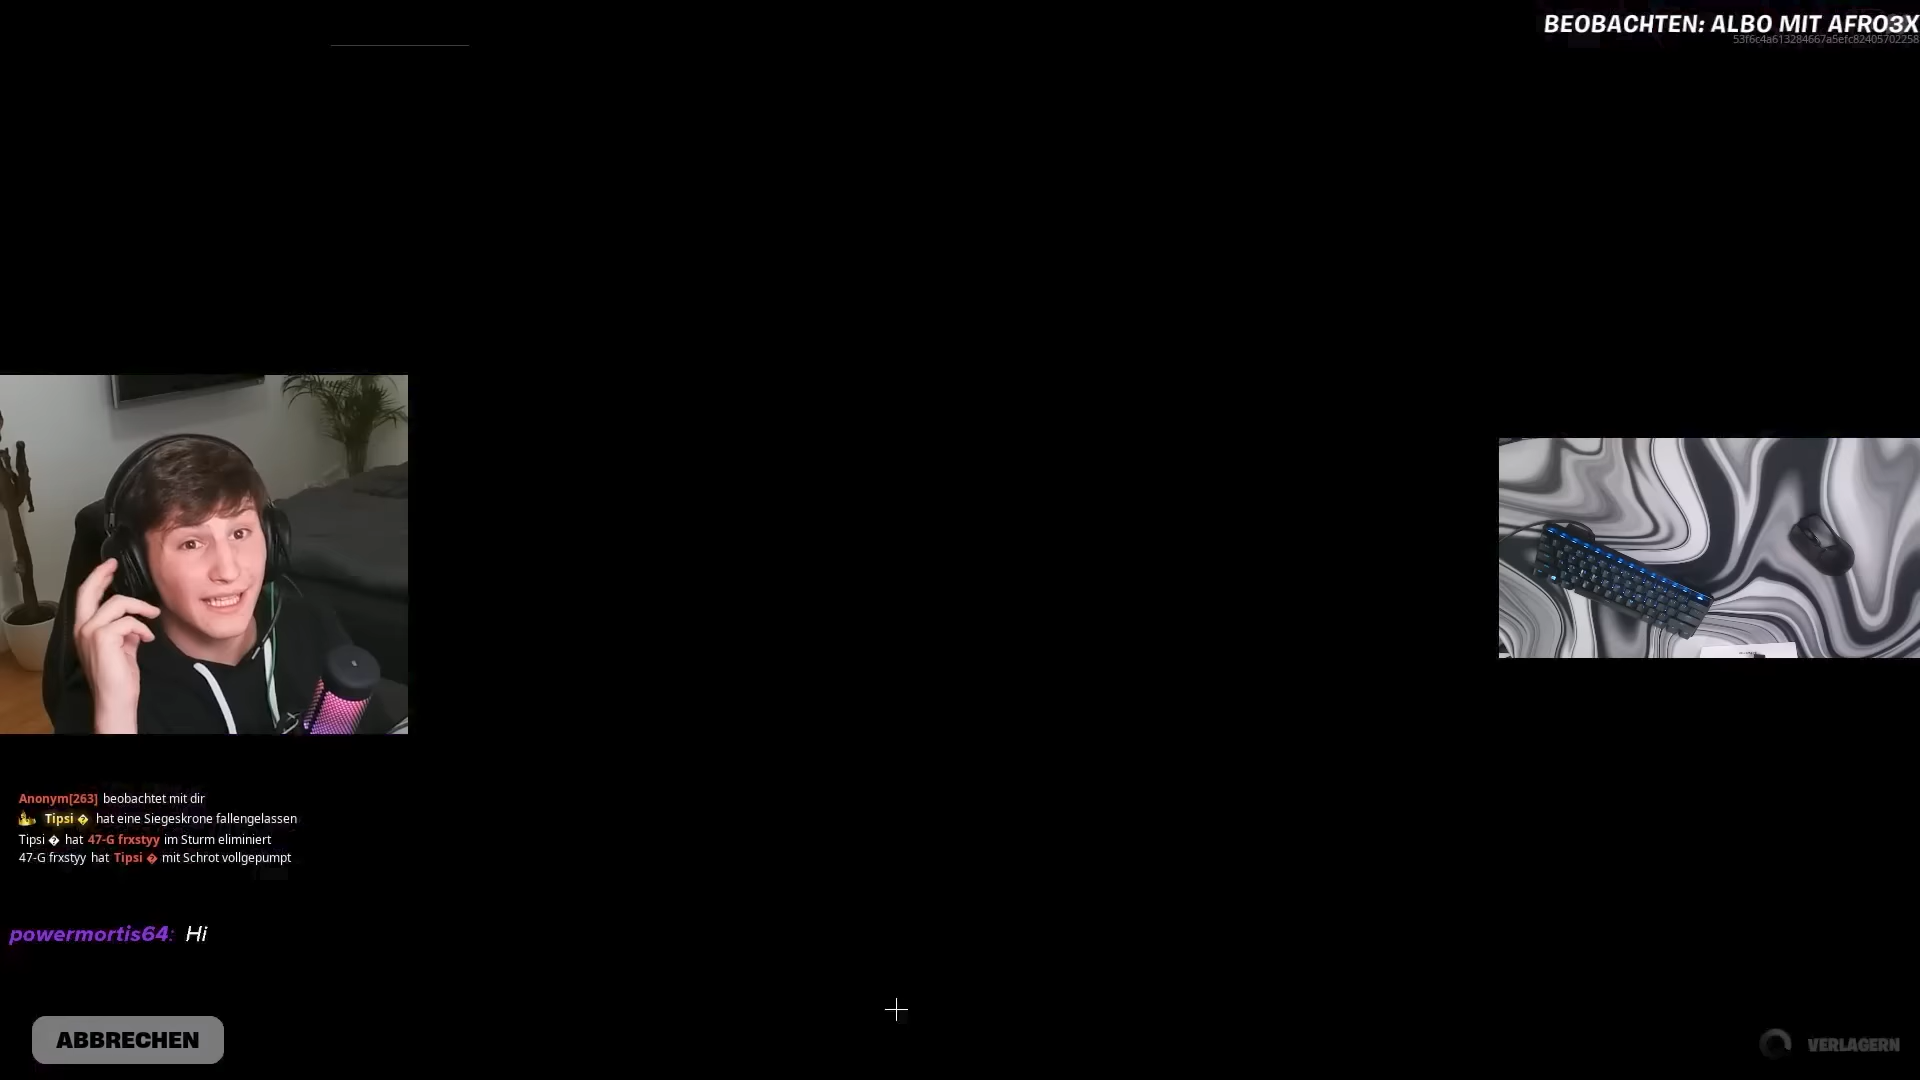 BEOBACHTEN: ALBO MIT AFRO3X
53f6c4a613284667a5efc82405702258
Anonym[263] beobachtet mit dir
Tipsi � hat eine Siegeskrone fallengelassen
Tipsi � hat 47-G frxstyy im Sturm eliminiert
47-G frxstyy hat Tipsi � mit Schrot vollgepumpt
powermortis64: Hi
ABBRECHEN
VERLAGERN